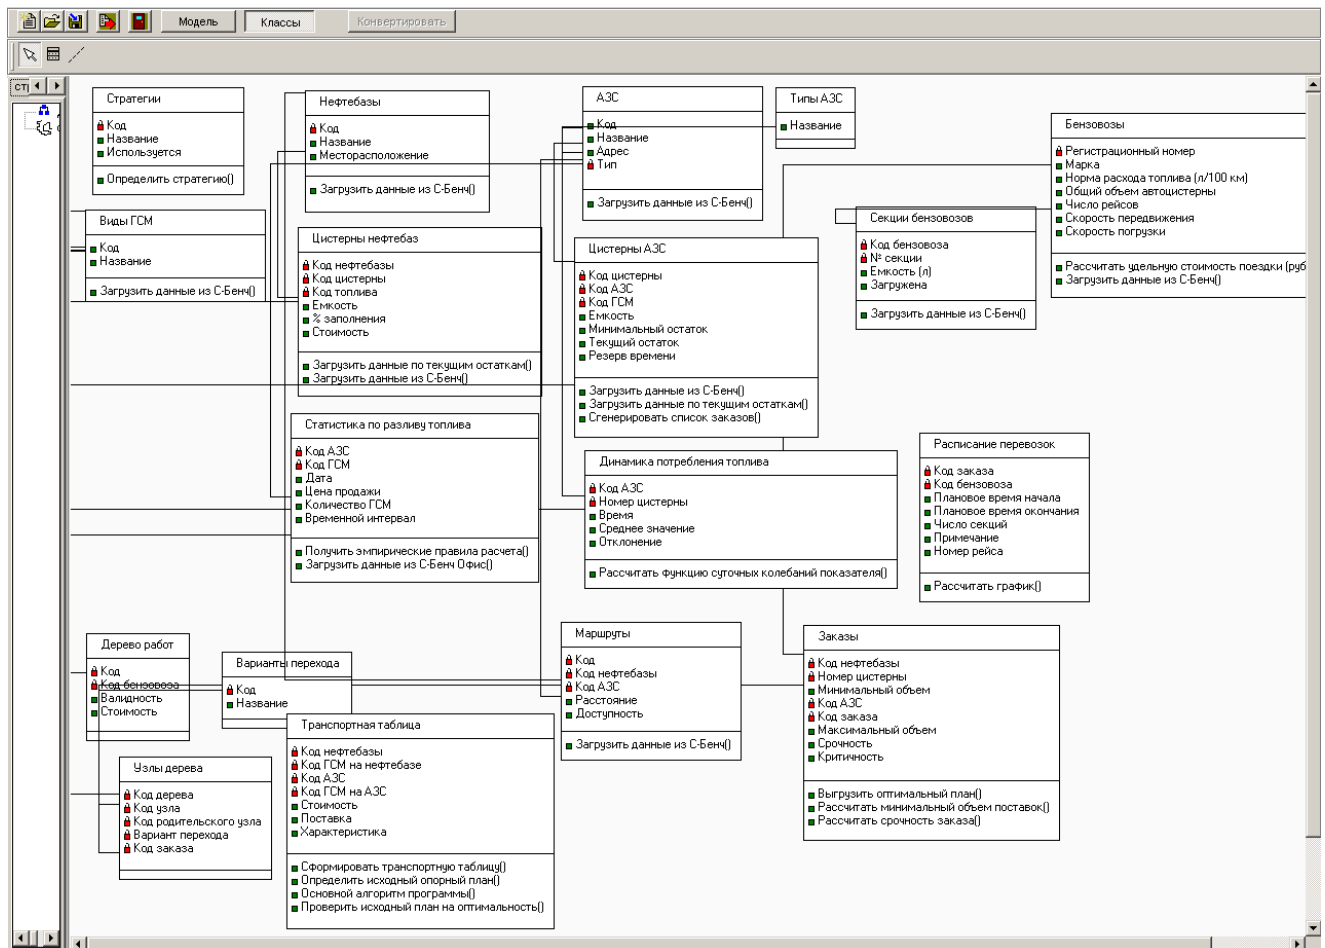 Модель
Классы
Конвертировать
Стратегии
Код
Название
Используется
Определить стратегию()
Нефтебазы
Код
Название
Месторасположение
Загрузить данные из С-Бенч()
АЗС
Код
Название
Адрес
Тип
Загрузить данные из С-Бенч()
Типы АЗС
Название
Бензовозы
Регистрационный номер
Марка
Норма расхода топлива (л/100 км)
Общий объем автоцистерны
Число рейсов
Скорость передвижения
Скорость погрузки
Рассчитать удельную стоимость поездки (руб
Загрузить данные из С-Бенч()
Виды ГСМ
Код
Название
Загрузить данные из С-Бенч()
Цистерны нефтебаз
Код нефтебазы
Код цистерны
Код топлива
Емкость
% заполнения
Стоимость
Загрузить данные по текущим остаткам()
Загрузить данные из С-Бенч()
Цистерны АЗС
Код цистерны
Код АЗС
Код ГСМ
Емкость
Минимальный остаток
Текущий остаток
Резерв времени
Загрузить данные из С-Бенч()
Загрузить данные по текущим остаткам()
Сгенерировать список заказов()
Секции бензовозов
Код бензовоза
№ секции
Емкость (л)
Загружена
Загрузить данные из С-Бенч()
Статистика по разливу топлива
Код АЗС
Код ГСМ
Дата
Цена продажи
Количество ГСМ
Временной интервал
Получить эмпирические правила расчета()
Загрузить данные из С-Бенч Офис()
Динамика потребления топлива
Код АЗС
Номер цистерны
Время
Среднее значение
Отклонение
Рассчитать функцию суточных колебаний показателя()
Расписание перевозок
Код заказа
Код бензовоза
Плановое время начала
Плановое время окончания
Число секций
Примечание
Номер рейса
Рассчитать график()
Дерево работ
Код
Код бензовоза
Валидность
Стоимость
Варианты перехода
Код
Название
Маршруты
Код
Код нефтебазы
Код АЗС
Расстояние
Доступность
Загрузить данные из С-Бенч()
Заказы
Код нефтебазы
Номер цистерны
Минимальный объем
Код АЗС
Код заказа
Максимальный объем
Срочность
Критичность
Выгрузить оптимальный план()
Рассчитать минимальный объем поставок()
Рассчитать срочность заказа()
Узлы дерева
Код дерева
Код узла
Код родительского узла
Вариант перехода
Код заказа
Транспортная таблица
Код нефтебазы
Код ГСМ на нефтебазе
Код АЗС
Код ГСМ на АЗС
Стоимость
Поставка
Характеристика
Сформировать транспортную таблицу()
Определить исходный опорный план()
Основной алгоритм программы()
Проверить исходный план на оптимальность()